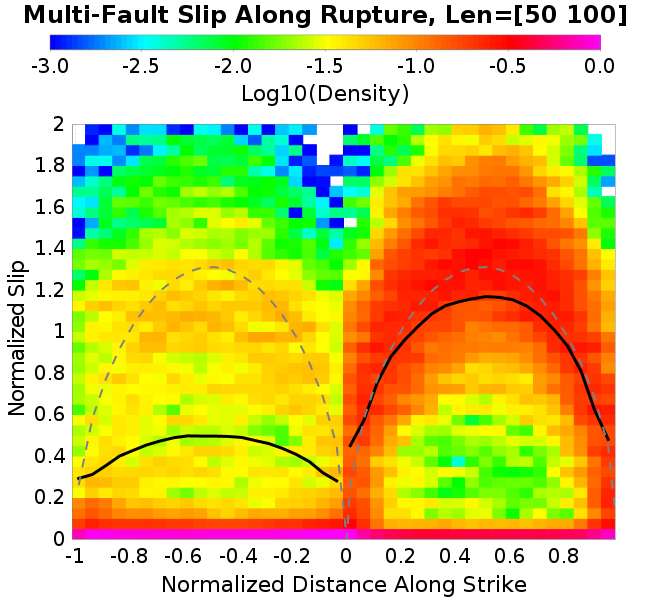 Multi-Fault Slip Along Rupture, Len=[50 100]
-3.0 -2.5 -2.0 -1.5 -1.0 -0.5 0.0
Log10(Density)
2
1.8
1.6
1.4
1.2
1
0.8
0.6
0.4
0.2
0
Normalized Slip
-1 -0.8 -0.6 -0.4 -0.2 0 0.2 0.4 0.6 0.8
Normalized Distance Along Strike